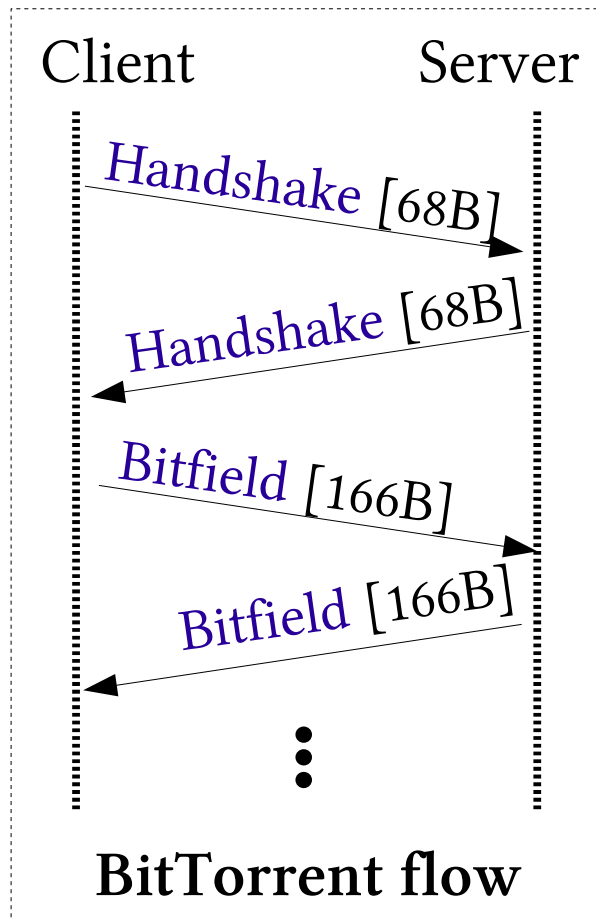 Client Server
Handshake [68B]
Handshake [68B]
Bitfield [166B]
Bitfield [166B]
BitTorrent flow